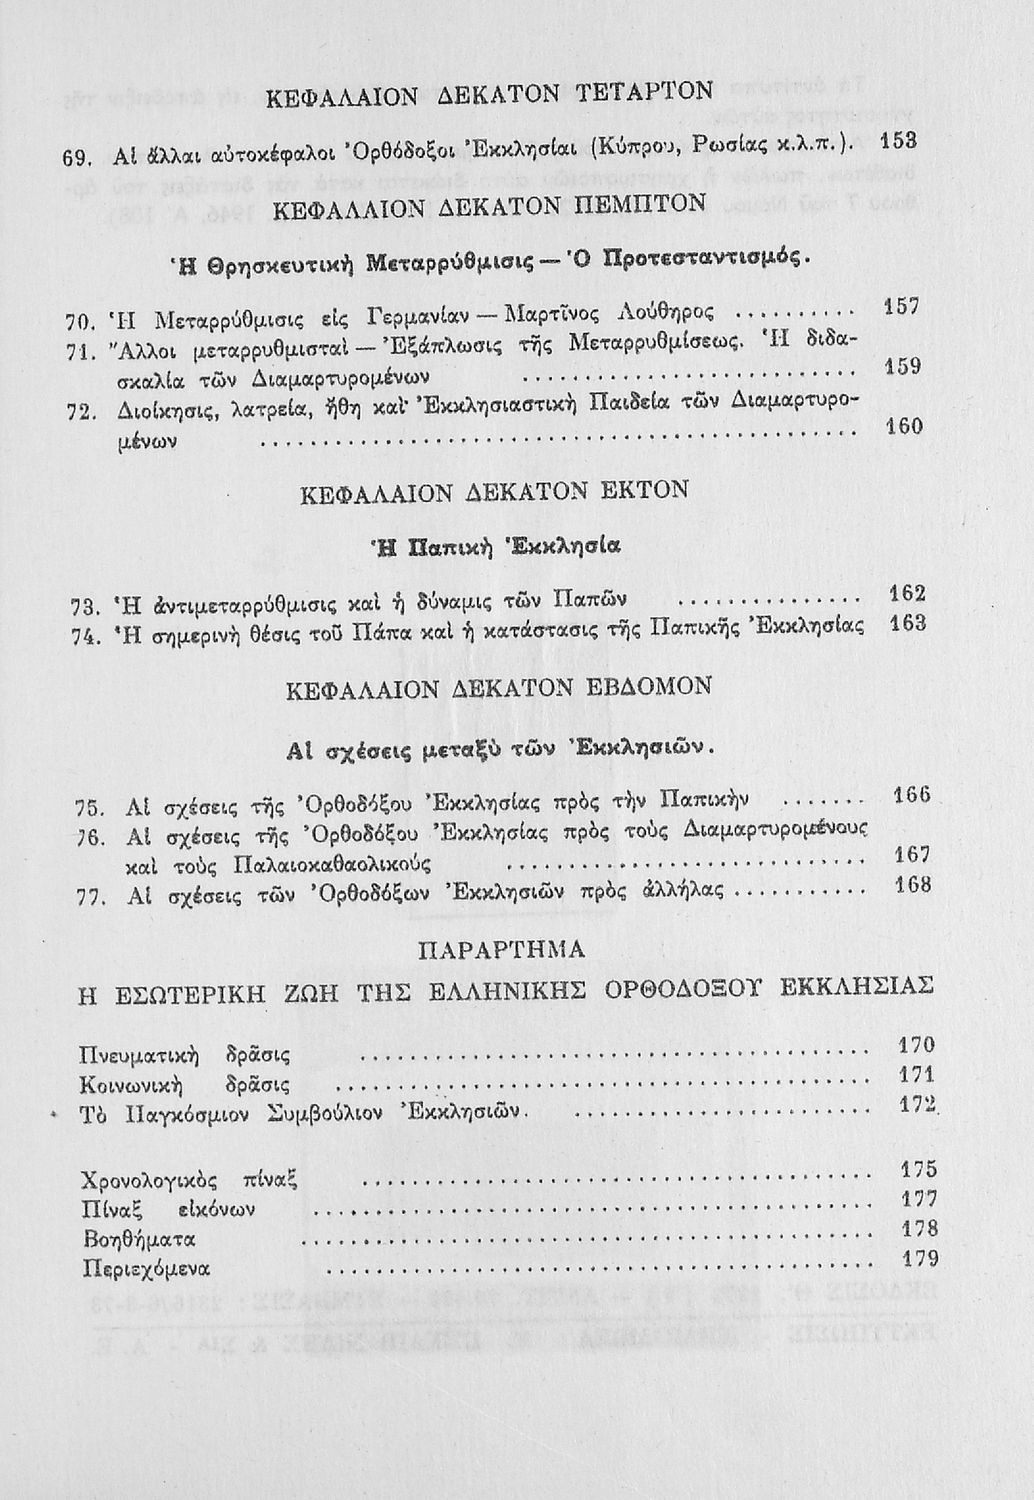 ΚΕΦΑΛΑΙΟΝ ΔΕΚΑΤΟΝ ΤΕΤΑΡΤΟΝ
69. Αἱ ἄλλαι αὐτοκέφαλοι Ὀρθόδοξοι Ἐκκλησίαι (Κύπρου, Ρωσίας κ.λ.π.). 153
ΚΕΦΑΛΑΙΟΝ ΔΕΚΑΤΟΝ ΠΕΜΠΤΟΝ
Ἡ Θρησκευτικὴ Μεταρρύθμισις — Ὁ Προτεσταντισμός.
70. Ἡ Μεταρρύθμισις εἰς Γερμανίαν — Μαρτῖνος Λούθηρος .......... 157
71. Ἄλλοι μεταρρυθμισταὶ — Ἐξάπλωσις τῆς Μεταρρυθμίσεως. Ἡ διδα-
σκαλία τῶν Διαμαρτυρομένων ............................ 159
72. Διοίκησις, λατρεία, ἤθη καὶ Ἐκκλησιαστικὴ Παιδεία τῶν Διαμαρτυρο-
μένων .................................................. 160
ΚΕΦΑΛΑΙΟΝ ΔΕΚΑΤΟΝ ΕΚΤΟΝ
Ἡ Παπικὴ Ἐκκλησία
73. Ἡ ἀντιμεταρρύθμισις καὶ ἡ δύναμις τῶν Παπῶν ............... 162
74. Ἡ σημερινὴ θέσις τοῦ Πάπα καὶ ἡ κατάστασις τῆς Παπικῆς Ἐκκλησίας 163
ΚΕΦΑΛΑΙΟΝ ΔΕΚΑΤΟΝ ΕΒΔΟΜΟΝ
Αἱ σχέσεις μεταξὺ τῶν Ἐκκλησιῶν.
75. Αἱ σχέσεις τῆς Ὀρθοδόξου Ἐκκλησίας πρὸς τὴν Παπικὴν ....... 166
76. Αἱ σχέσεις τῆς Ὀρθοδόξου Ἐκκλησίας πρὸς τοὺς Διαμαρτυρομένους
καὶ τοὺς Παλαιοκαθαολικούς .............................. 167
77. Αἱ σχέσεις τῶν Ὀρθοδόξων Ἐκκλησιῶν πρὸς ἀλλήλας ........... 168
ΠΑΡΑΡΤΗΜΑ
Η ΕΣΩΤΕΡΙΚΗ ΖΩΗ ΤΗΣ ΕΛΛΗΝΙΚΗΣ ΟΡΘΟΔΟΞΟΥ ΕΚΚΛΗΣΙΑΣ
Πνευματικὴ δρᾶσις ........................................... 170
Κοινωνικὴ δρᾶσις ............................................. 171
Τὸ Παγκόσμιον Συμβούλιον Ἐκκλησιῶν. ......................... 172
Χρονολογικὸς πίναξ ........................................... 175
Πίναξ εἰκόνων ................................................ 177
Βοηθήματα ................................................. 178
Περιεχόμενα ............................................... 179